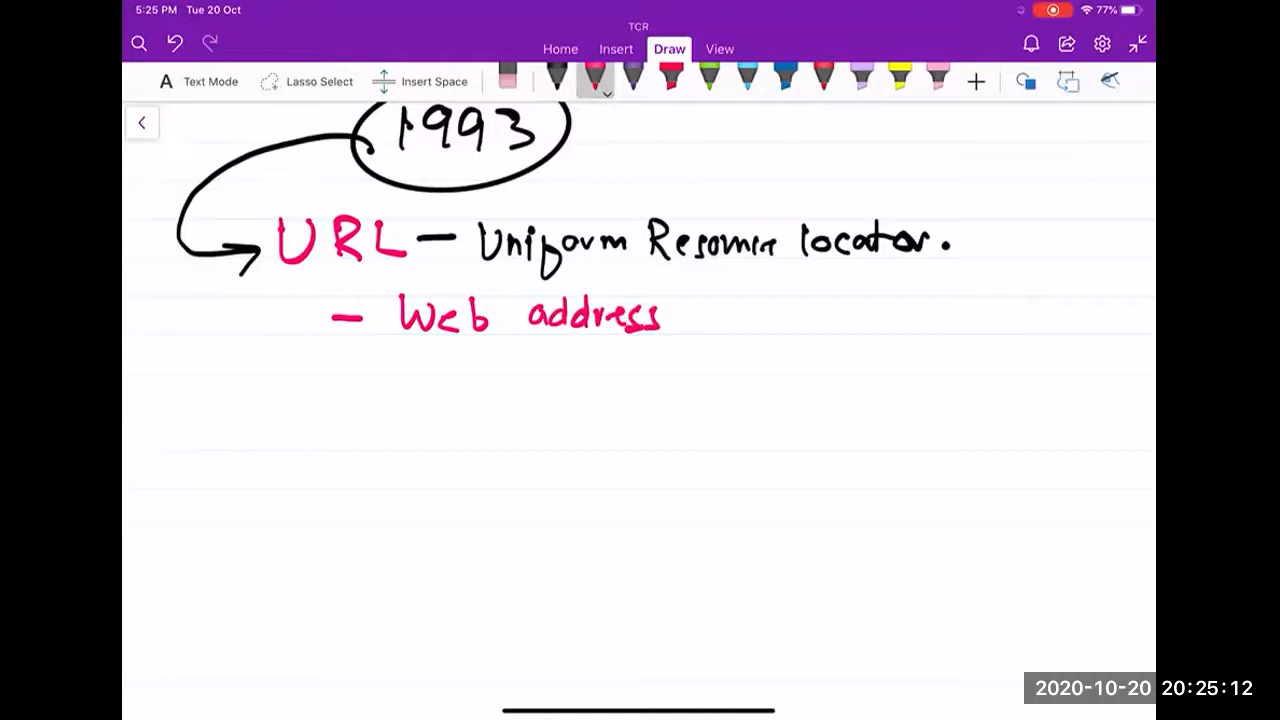 5:25 PM Tue 20 Oct
77%
TCR
Home Insert Draw View
A Text Mode Lasso Select Insert Space
1993
URL - Uniform Resource locator.
- Web address
2020-10-20 20:25:12